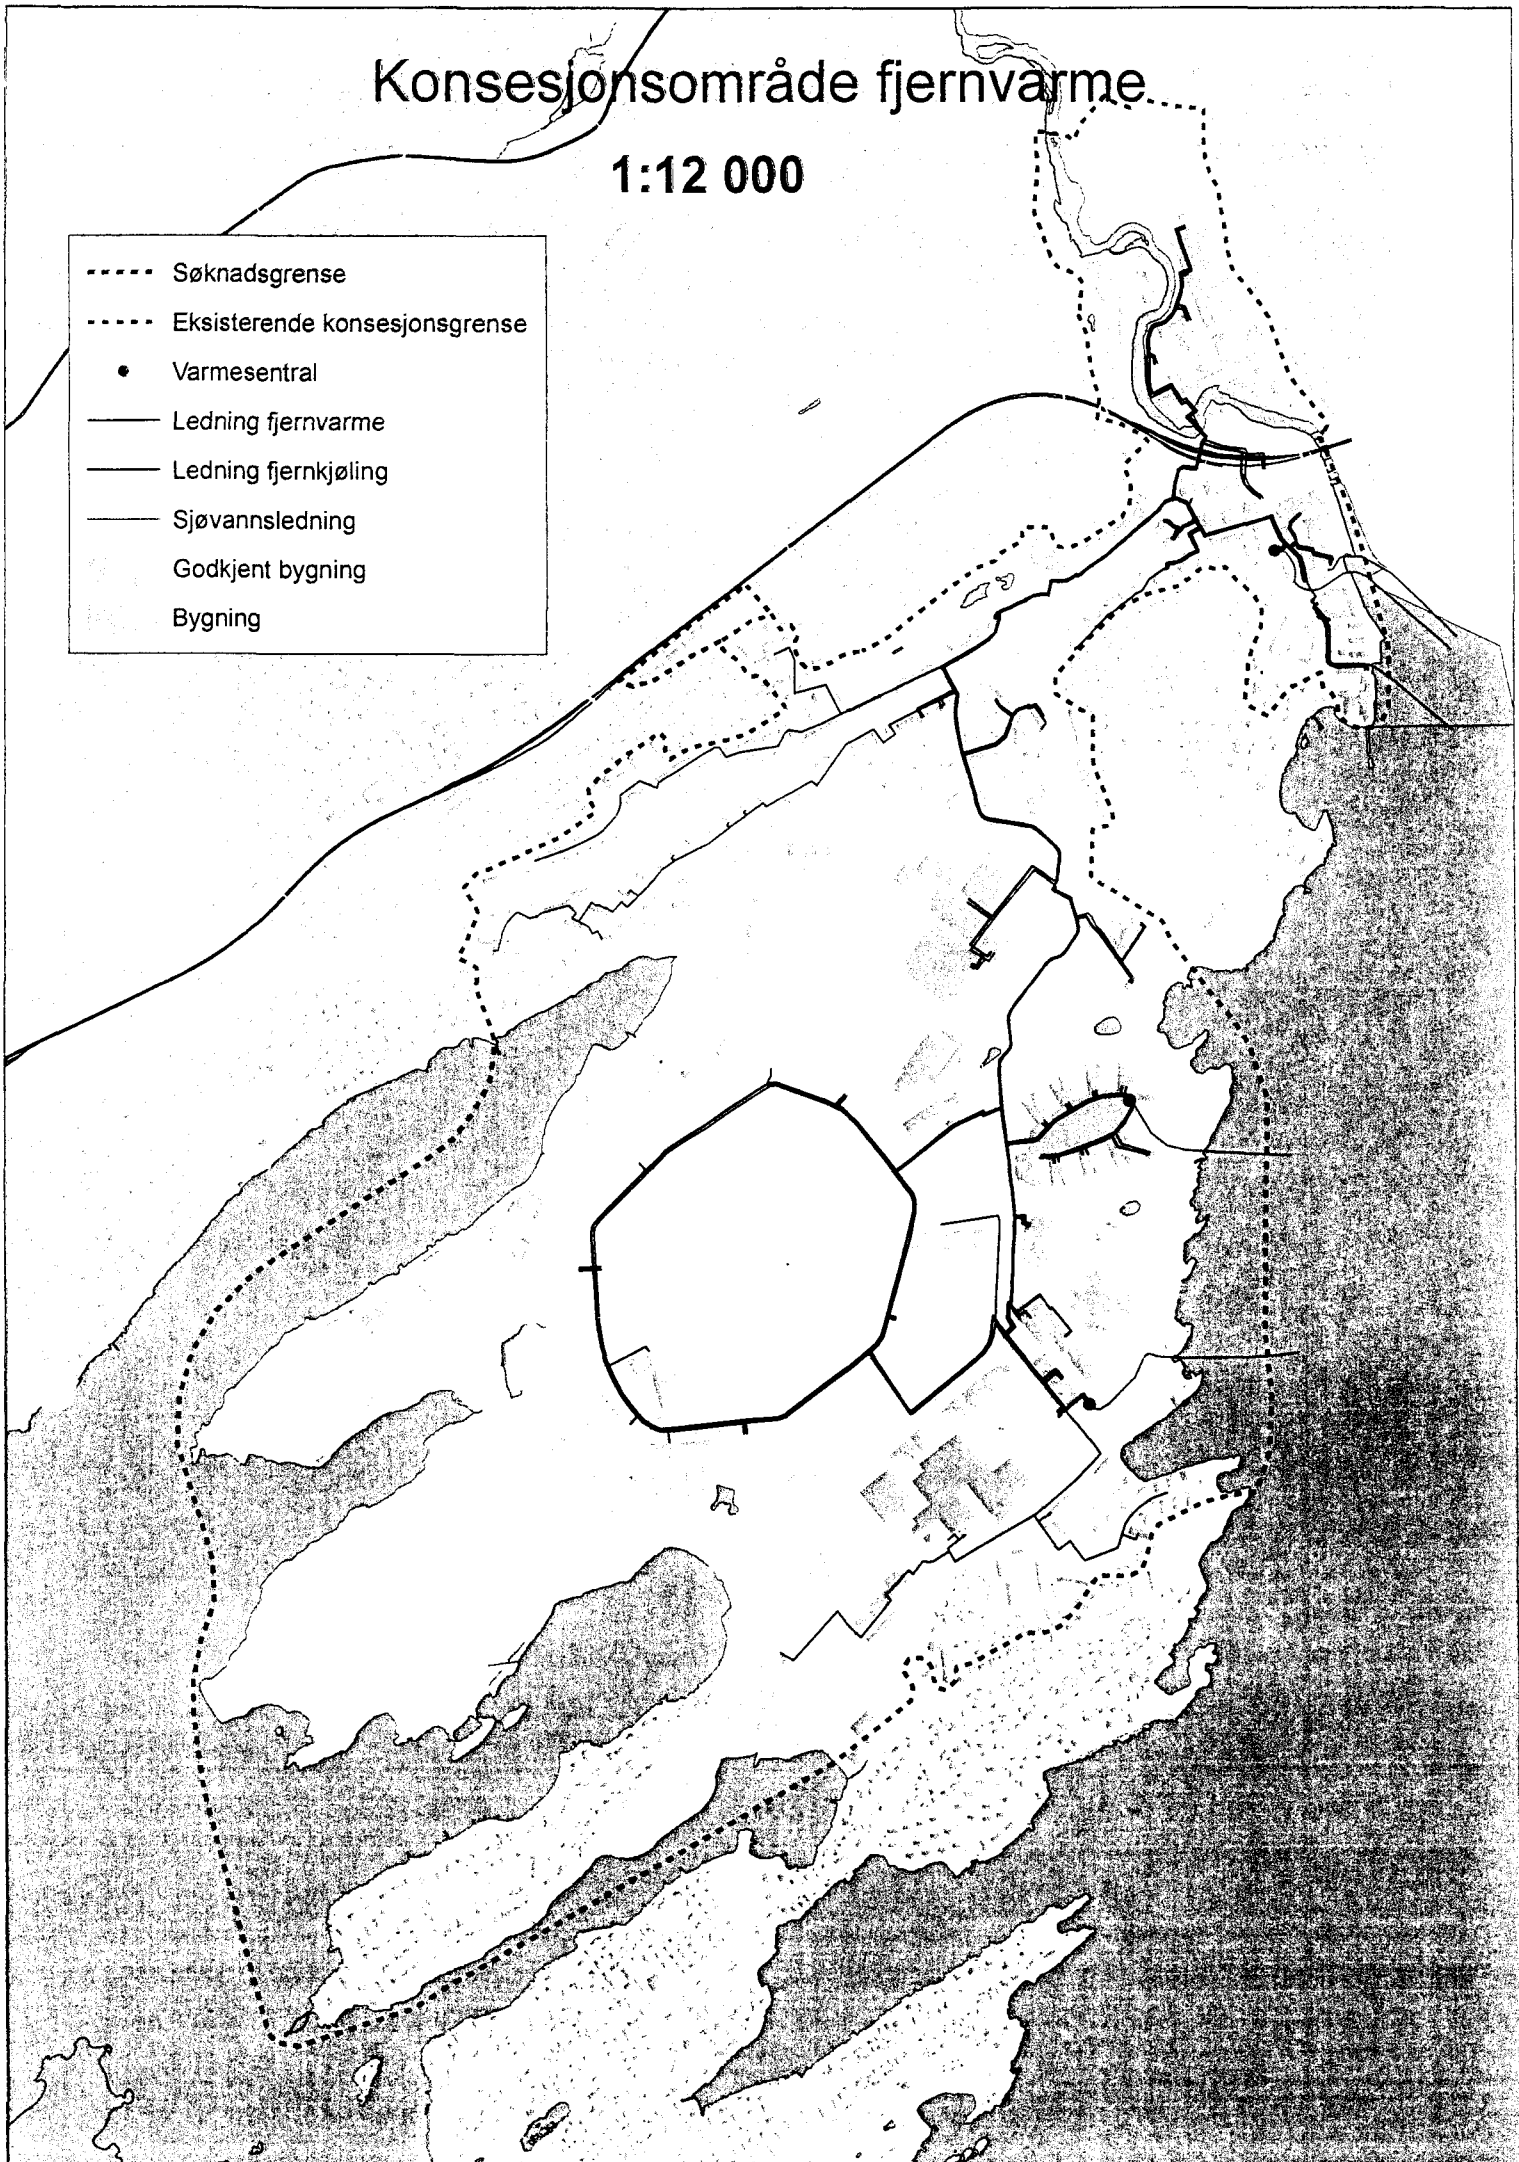 Konsesjonsområde fjernvarme
1:12 000
Søknadsgrense
Eksisterende konsesjonsgrense
Varmesentral
Ledning fjernvarme
Ledning fjernkjøling
Sjøvannsledning
Godkjent bygning
Bygning